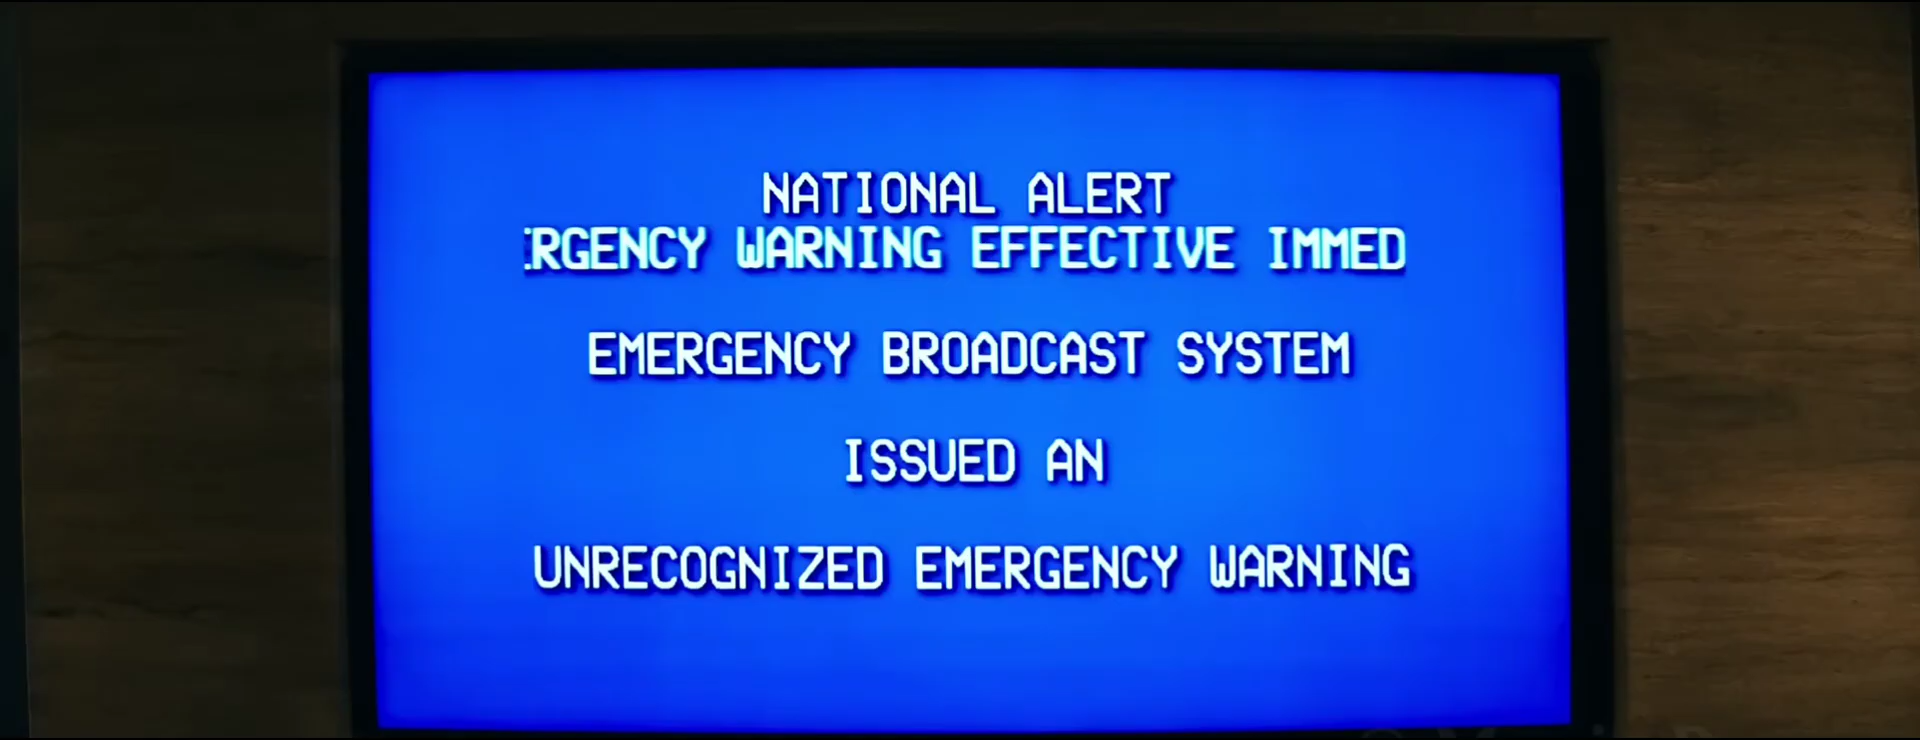 NATIONAL ALERT
RGENCY WARNING EFFECTIVE IMMED
EMERGENCY BROADCAST SYSTEM
ISSUED AN
UNRECOGNIZED EMERGENCY WARNING